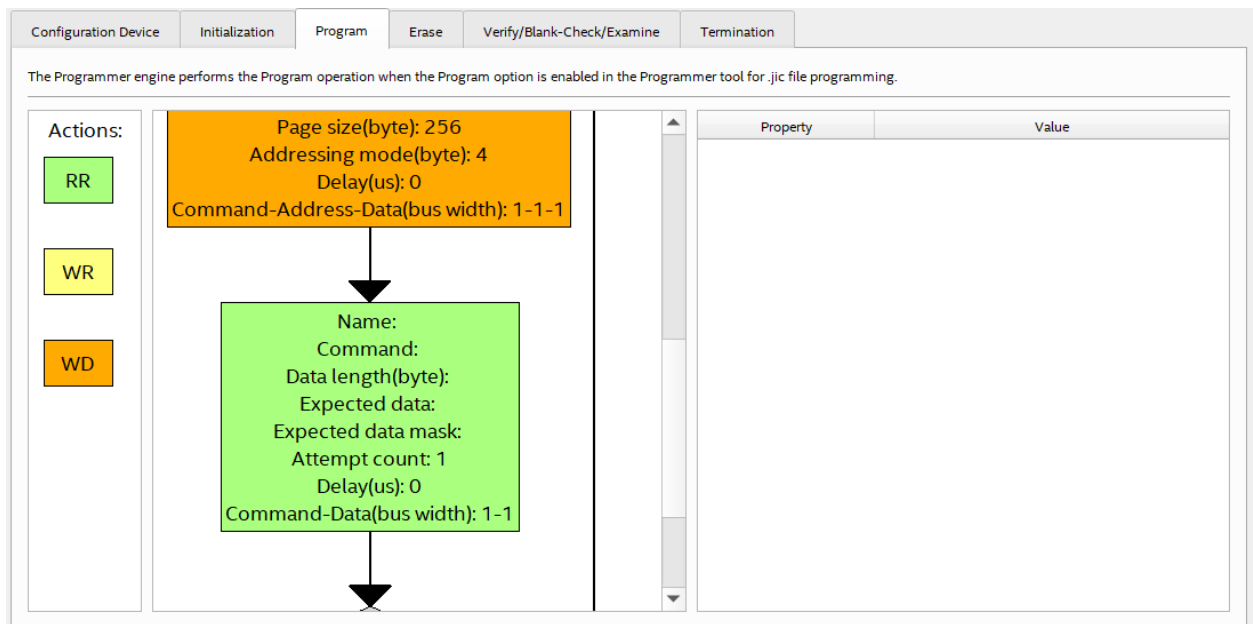 Configuration Device
Initialization
Program
Erase
Verify/Blank-Check/Examine
Termination
The Programmer engine performs the Program operation when the Program option is enabled in the Programmer tool for .jic file programming.
Actions:
RR
WR
WD
Page size(byte): 256
Addressing mode(byte): 4
Delay(us): 0
Command-Address-Data(bus width): 1-1-1
Name:
Command:
Data length(byte):
Expected data:
Expected data mask:
Attempt count: 1
Delay(us): 0
Command-Data(bus width): 1-1
Property
Value